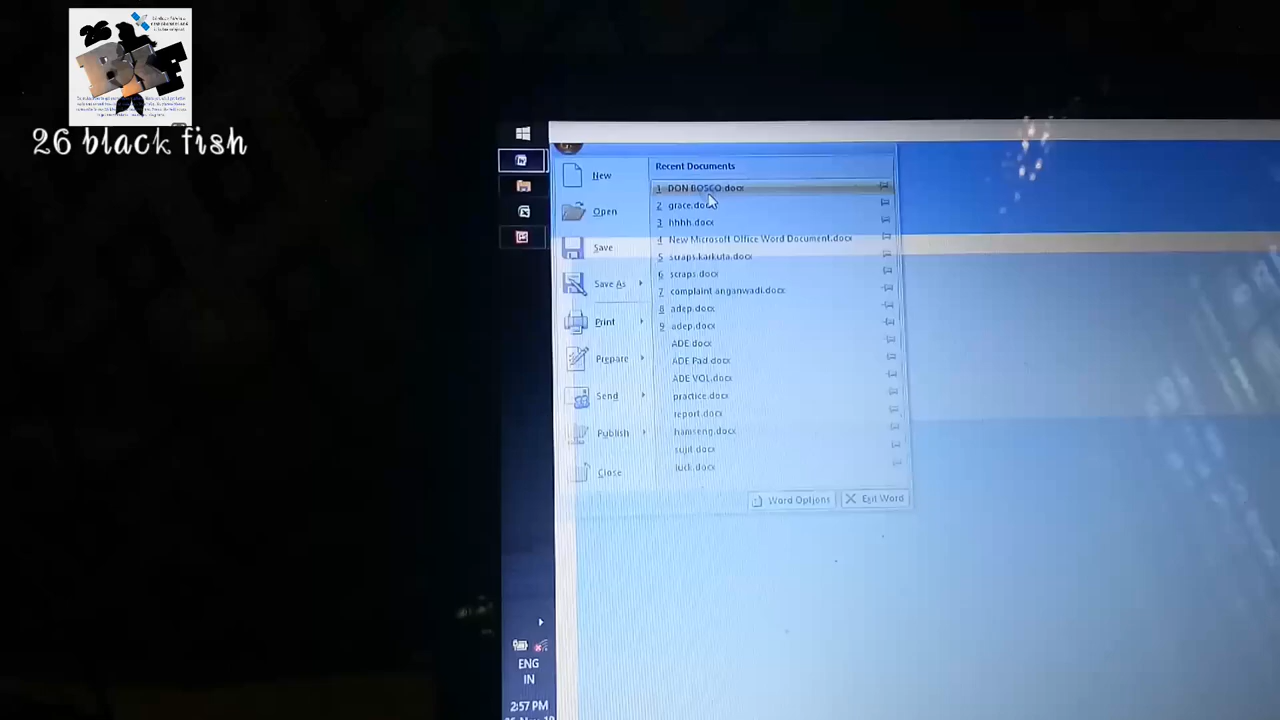 26
BKF
26 black fish
New
Open
Save
Save As
Print
Prepare
Send
Publish
Close
Recent Documents
1 DON BOSCO.docx
2 grace.docx
3 hhhh.docx
4 New Microsoft Office Word Document.docx
5 scraps.karkuta.docx
6 scraps.docx
7 complaint anganwadi.docx
8 adep.docx
9 adep.docx
ADE.docx
ADE Pad.docx
ADE VOL.docx
practice.docx
report.docx
hamseng.docx
sujit.docx
luck.docx
Word Options
Exit Word
ENG
IN
2:57 PM